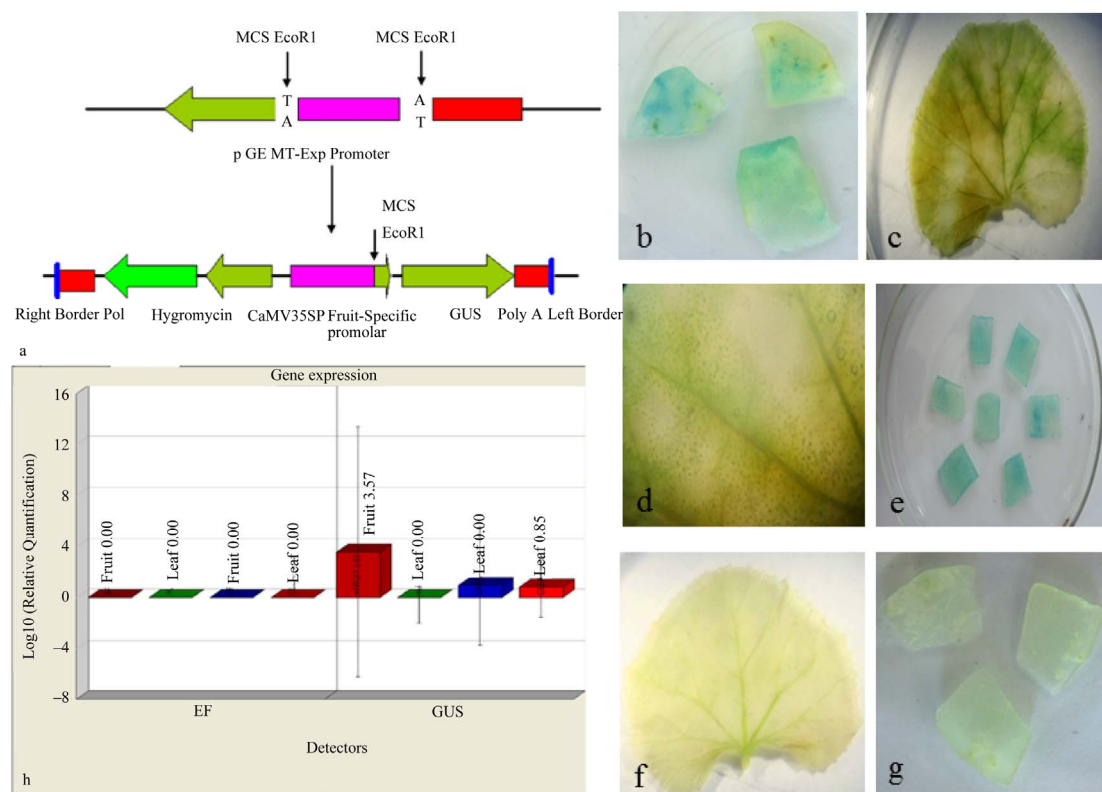 MCS EcoR1 MCS EcoR1
T A
A T
p GE MT-Exp Promoter
MCS
EcoR1
Right Border Pol Hygromycin CaMV35SP Fruit-Specific GUS Poly A Left Border
promolar
a
b
c
d
e
f
g
Gene expression
Log10 (Relative Quantification)
16
12
8
4
0
–4
–8
Fruit 0.00
Leaf 0.00
Fruit 0.00
Leaf 0.00
Fruit 3.57
Leaf 0.00
Leaf 0.00
Leaf 0.85
EF GUS
Detectors
h